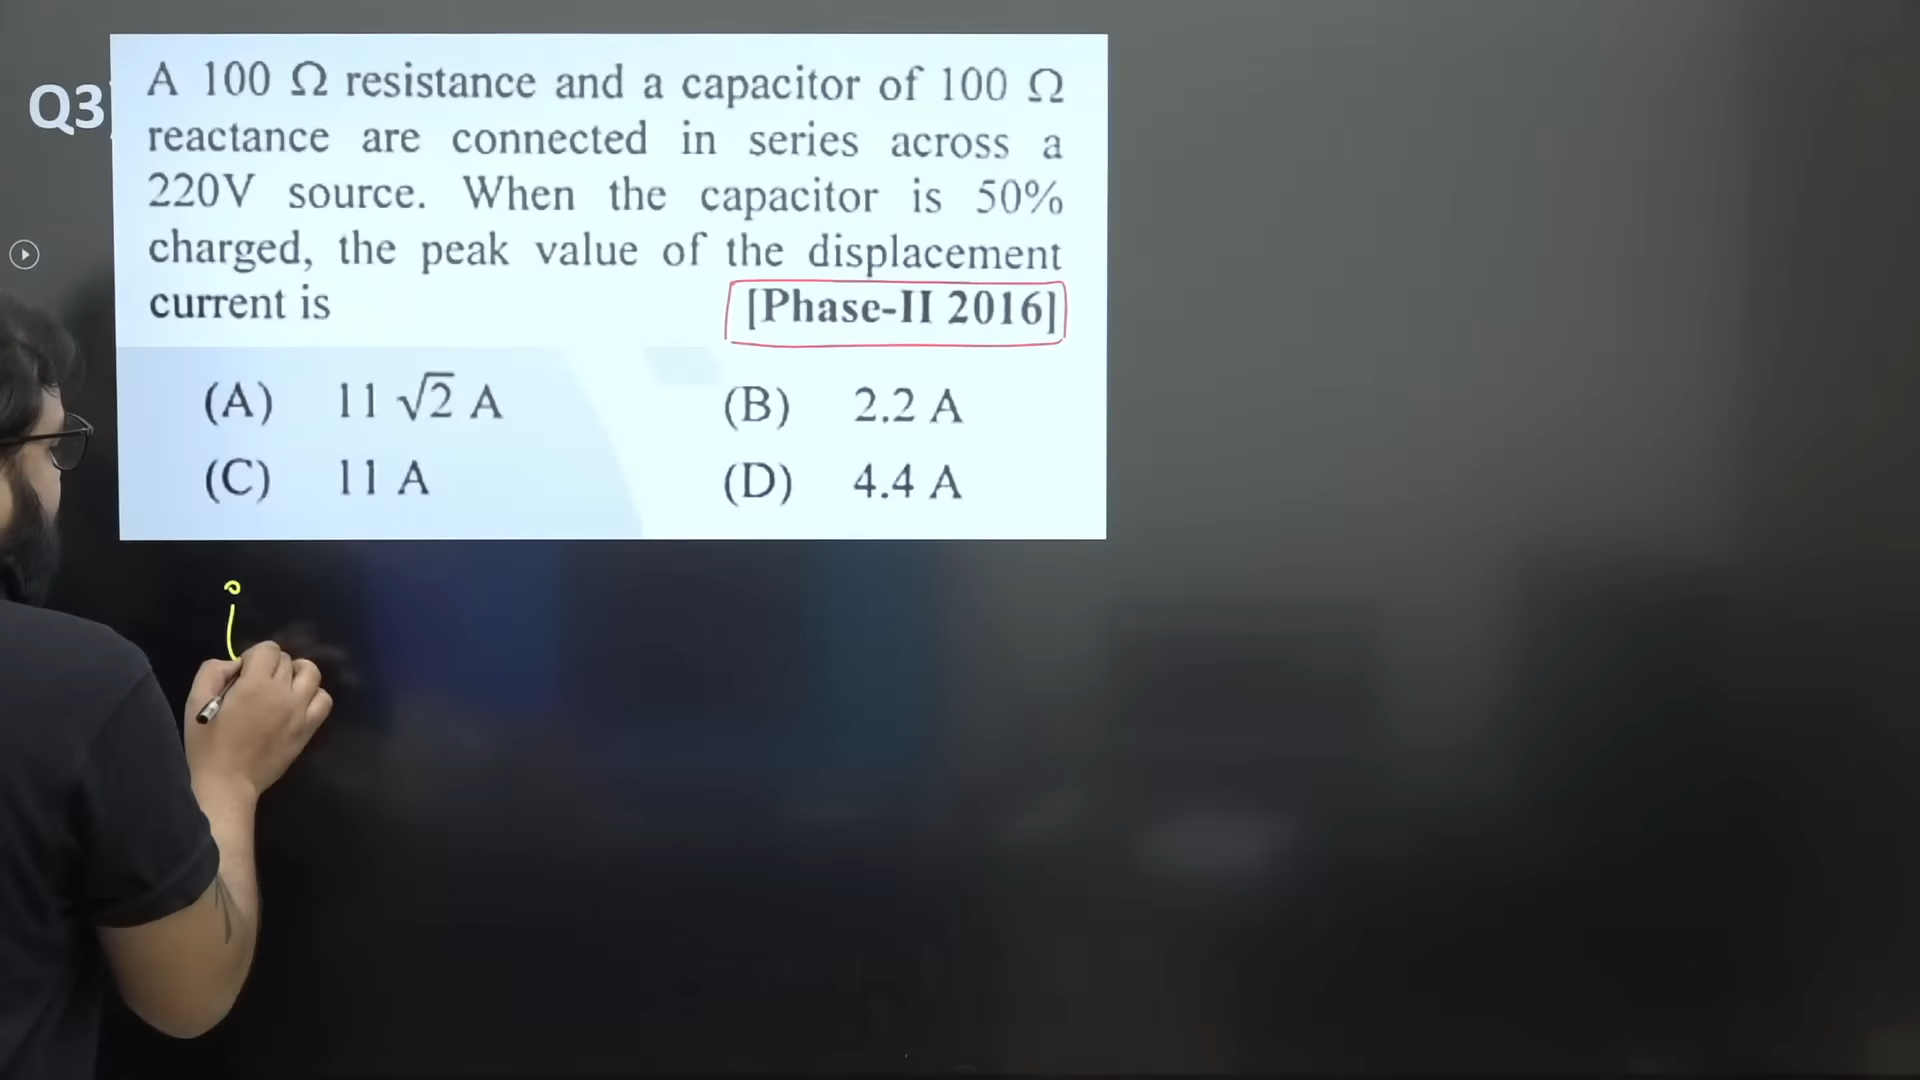 Q3)
A 100 Ω resistance and a capacitor of 100 Ω
reactance are connected in series across a
220V source. When the capacitor is 50%
charged, the peak value of the displacement
current is [Phase-II 2016]
(A) 11 √2 A (B) 2.2 A
(C) 11 A (D) 4.4 A
i